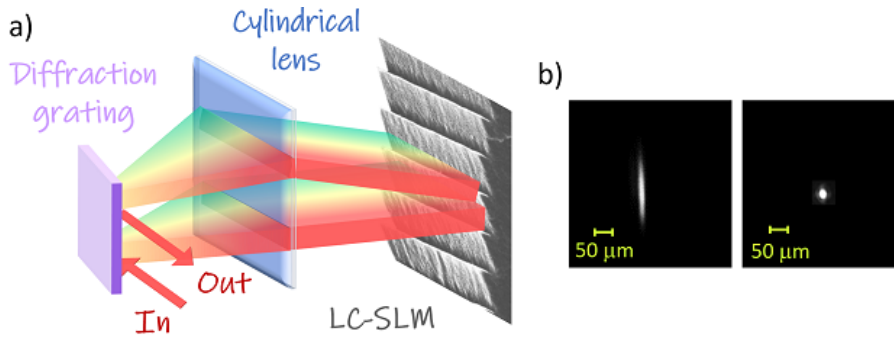 a)
Cylindrical
lens
Diffraction
grating
In
Out
LC-SLM
b)
50 μm
50 μm